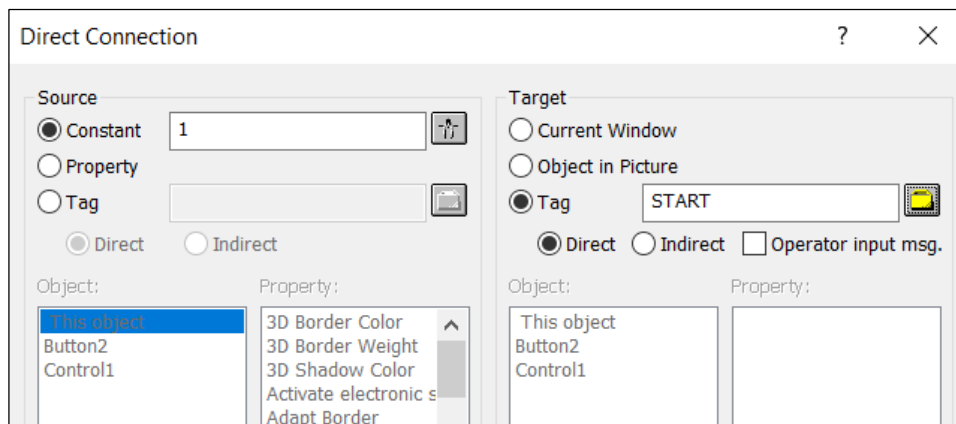 Direct Connection ? ×
Source
Constant 1
Property
Tag
Direct Indirect
Object: Property:
This object
Button2
Control1
3D Border Color
3D Border Weight
3D Shadow Color
Activate electronic s
Adapt Border
Target
Current Window
Object in Picture
Tag START
Direct Indirect Operator input msg.
Object: Property:
This object
Button2
Control1